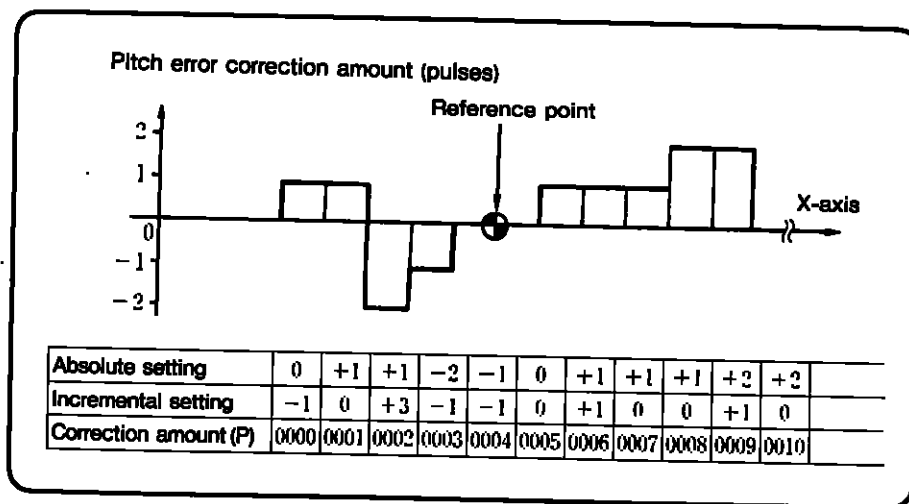 Pitch error correction amount (pulses)
Reference point
2
1
X-axis
0
−1
−2
Absolute setting 0 +1 +1 −2 −1 0 +1 +1 +1 +2 +2
Incremental setting −1 0 +3 −1 −1 0 +1 0 0 +1 0
Correction amount (P) 0000 0001 0002 0003 0004 0005 0006 0007 0008 0009 0010